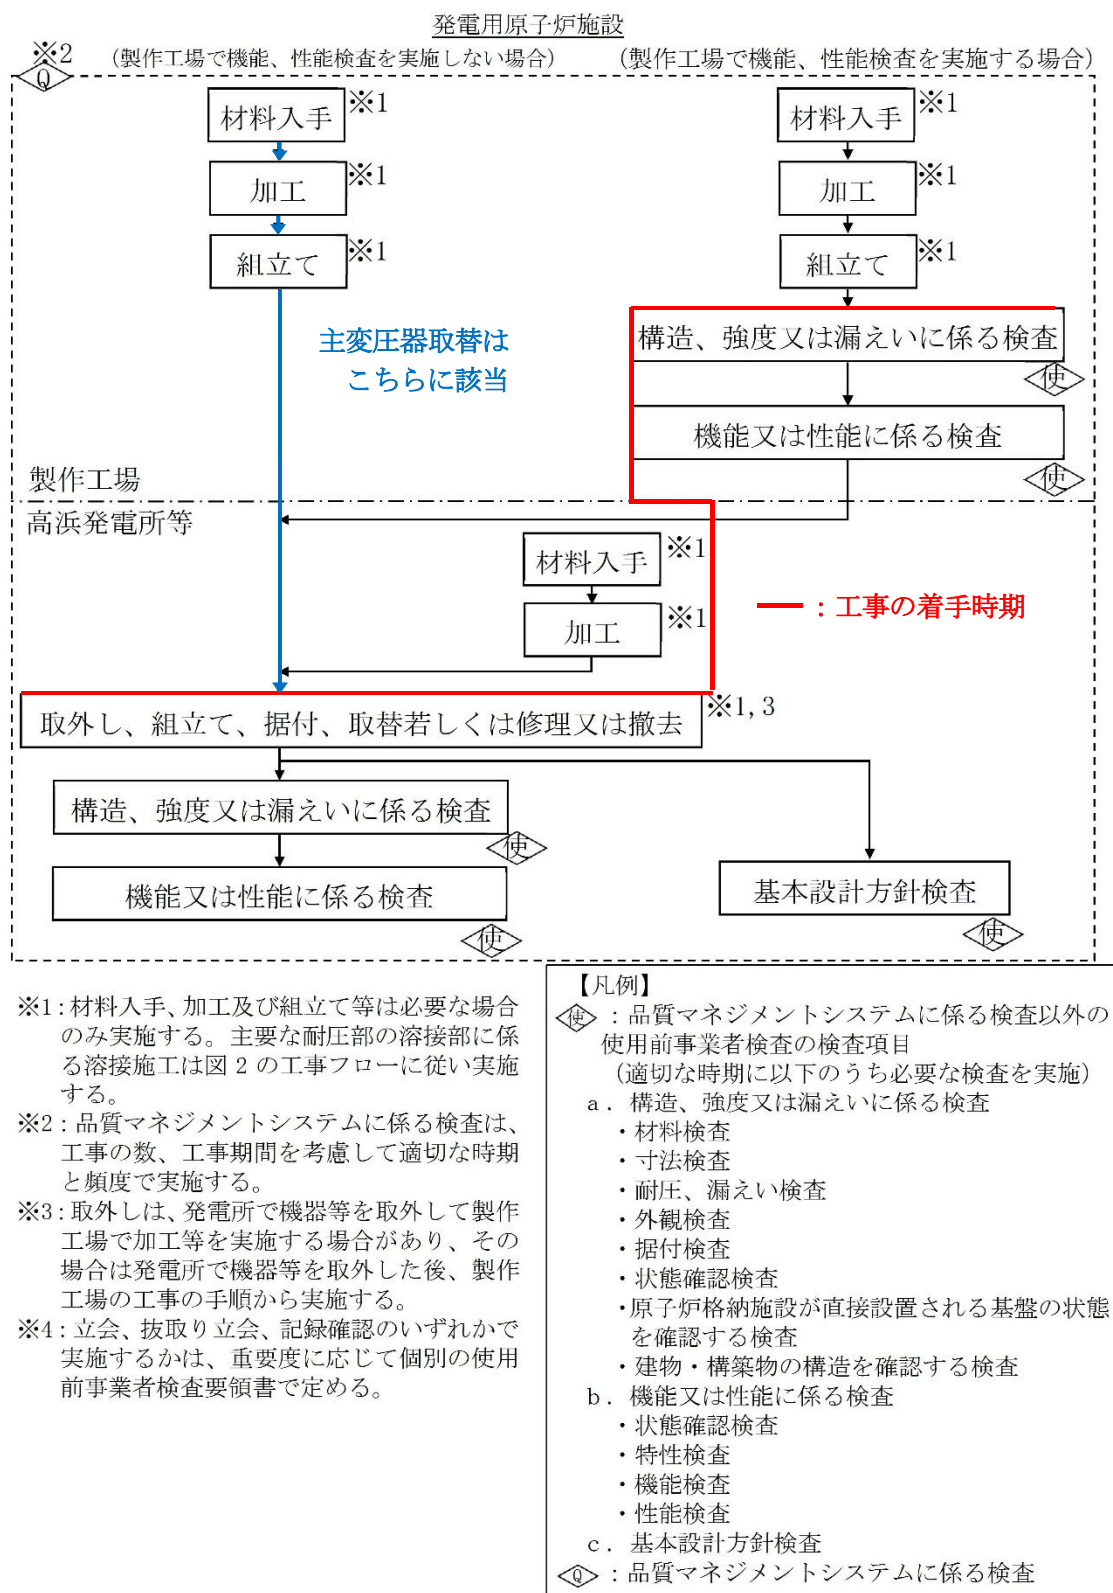 発電用原子炉施設
※2
(製作工場で機能、性能検査を実施しない場合)
(製作工場で機能、性能検査を実施する場合)
Q
材料入手
※1
材料入手
※1
加工
※1
加工
※1
組立て
※1
組立て
※1
主変圧器取替は
こちらに該当
構造、強度又は漏えいに係る検査
使
機能又は性能に係る検査
使
製作工場
高浜発電所等
材料入手
※1
加工
※1
：工事の着手時期
取外し、組立て、据付、取替若しくは修理又は撤去
※1,3
構造、強度又は漏えいに係る検査
使
機能又は性能に係る検査
使
基本設計方針検査
使
※1：材料入手、加工及び組立て等は必要な場合
のみ実施する。主要な耐圧部の溶接部に係
る溶接施工は図2の工事フローに従い実施
する。
※2：品質マネジメントシステムに係る検査は、
工事の数、工事期間を考慮して適切な時期
と頻度で実施する。
※3：取外しは、発電所で機器等を取外して製作
工場で加工等を実施する場合があり、その
場合は発電所で機器等を取外した後、製作
工場の工事の手順から実施する。
※4：立会、抜取り立会、記録確認のいずれかで
実施するかは、重要度に応じて個別の使用
前事業者検査要領書で定める。
【凡例】
使：品質マネジメントシステムに係る検査以外の
使用前事業者検査の検査項目
(適切な時期に以下のうち必要な検査を実施)
a．構造、強度又は漏えいに係る検査
・材料検査
・寸法検査
・耐圧、漏えい検査
・外観検査
・据付検査
・状態確認検査
・原子炉格納施設が直接設置される基盤の状態
を確認する検査
・建物・構築物の構造を確認する検査
b．機能又は性能に係る検査
・状態確認検査
・特性検査
・機能検査
・性能検査
c．基本設計方針検査
Q：品質マネジメントシステムに係る検査